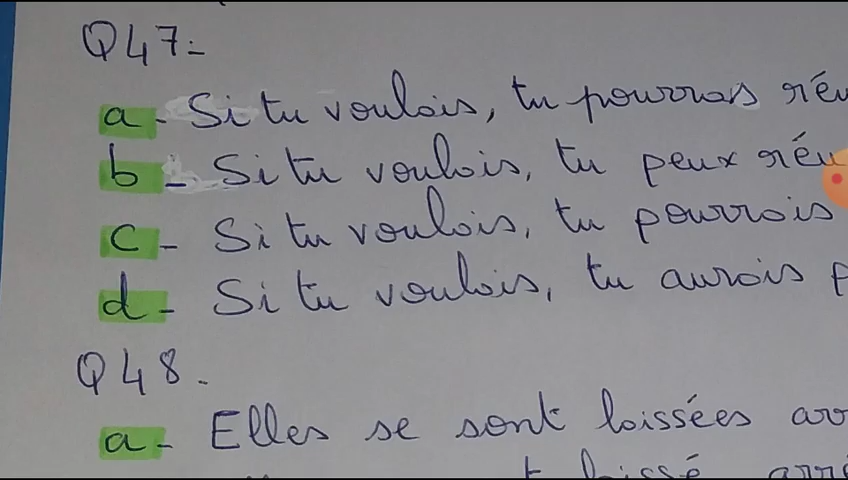 Q47:
a - Si tu voulais, tu pourras
b - Si tu voulais, tu peux
c - Si tu voulais, tu pourrais
d - Si tu voulais, tu aurais
Q48.
a - Elles se sont laissées
laissé